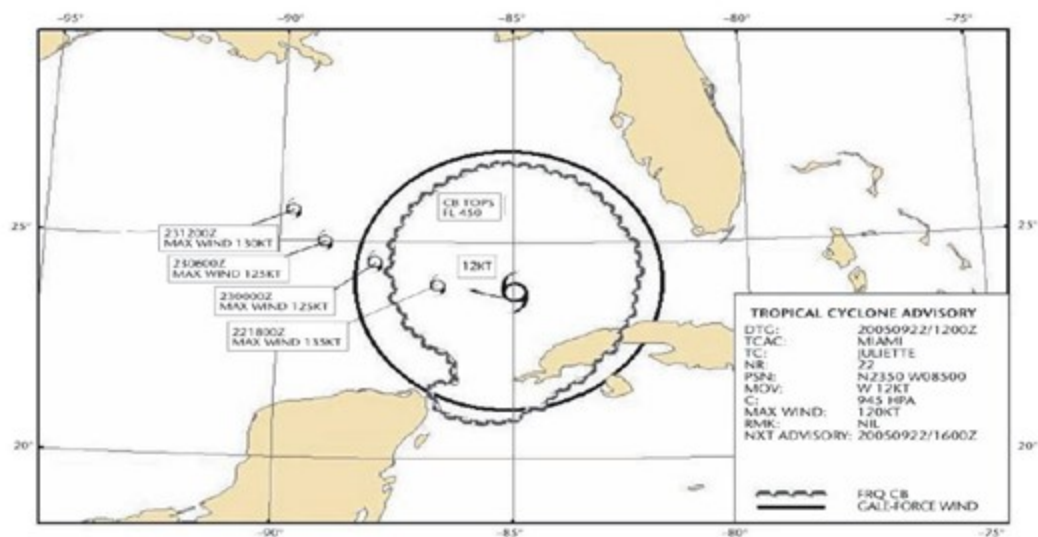 -95° -90° -85° -80° -75°
CB TOPS
FL 450
25° 25°
231200Z
MAX WIND 130KT
230600Z
MAX WIND 125KT
12KT
230000Z
MAX WIND 125KT
221800Z
MAX WIND 135KT
TROPICAL CYCLONE ADVISORY
DTG: 20050922/1200Z
TCAC: MIAMI
TC: JULIETTE
NR: 22
PSN: N2350 W08500
MOV: W 12KT
C: 945 HPA
MAX WIND: 120KT
RMK: NIL
NXT ADVISORY: 20050922/1600Z
20° 20°
FRQ CB
GALE-FORCE WIND
-90° -85° -80° -75°